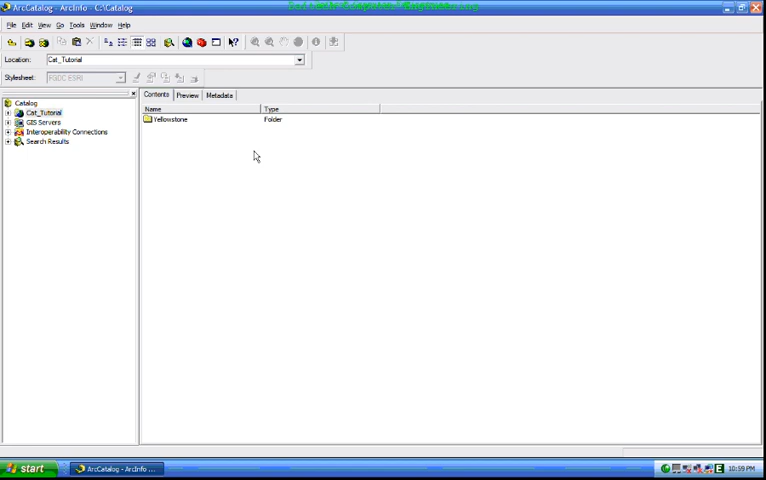 ArcCatalog - ArcInfo - C:\Catalog
File Edit View Go Tools Window Help
Location: Cat_Tutorial
Stylesheet: FGDC ESRI
Contents Preview Metadata
Catalog
Cat_Tutorial
GIS Servers
Interoperability Connections
Search Results
Name Type
Yellowstone Folder
start
ArcCatalog - ArcInfo ...
E
10:59 PM